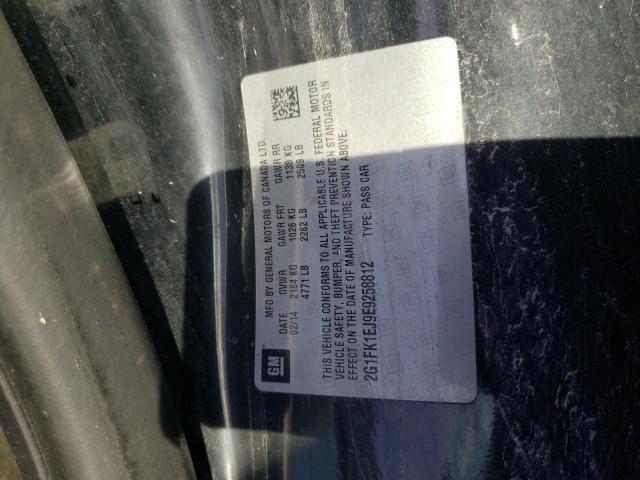 GM
MFD BY GENERAL MOTORS OF CANADA LTD.
DATE GVWR GAWR FRT GAWR RR
02/14 2164 KG 1026 KG 1138 KG
4771 LB 2262 LB 2509 LB
THIS VEHICLE CONFORMS TO ALL APPLICABLE U.S. FEDERAL MOTOR
VEHICLE SAFETY, BUMPER, AND THEFT PREVENTION STANDARDS IN
EFFECT ON THE DATE OF MANUFACTURE SHOWN ABOVE.
2G1FK1EJ9E9258812 TYPE: PASS CAR